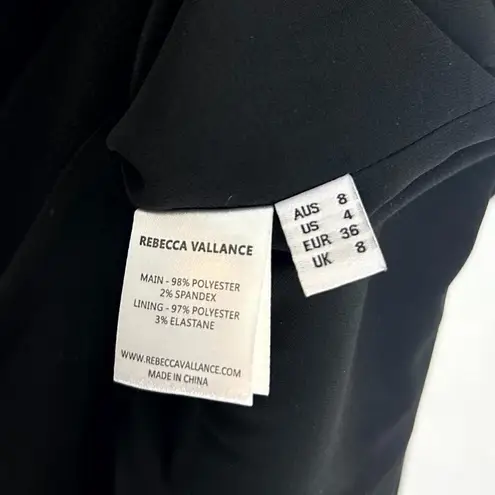 REBECCA VALLANCE
MAIN - 98% POLYESTER
2% SPANDEX
LINING - 97% POLYESTER
3% ELASTANE
WWW.REBECCAVALLANCE.COM
MADE IN CHINA
AUS 8
US 4
EUR 36
UK 8